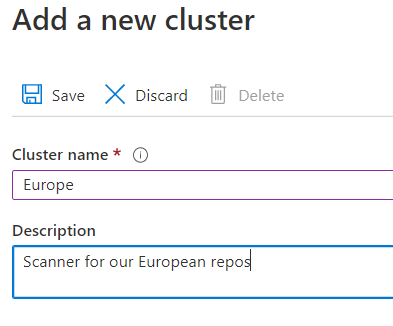 Add a new cluster
Save Discard Delete
Cluster name *
Europe
Description
Scanner for our European repos